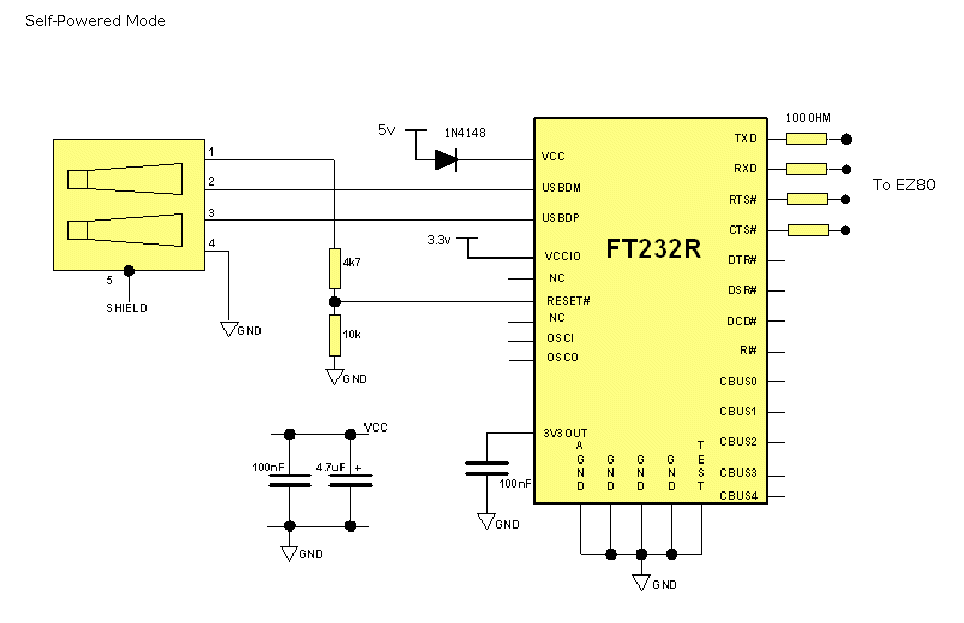 Self-Powered Mode
5v
1N4148
100 OHM
1
2
3
4
5
SHIELD
GND
4k7
10k
GND
3.3v
VCC
USBDM
USBDP
VCCIO
NC
RESET#
NC
OSCI
OSCO
3V3 OUT
FT232R
TXD
RXD
RTS#
CTS#
DTR#
DSR#
DCD#
RI#
CBUS0
CBUS1
CBUS2
CBUS3
CBUS4
To EZ80
AGND
GND
GND
GND
TEST
VCC
100nF
4.7uF +
GND
100nF
GND
GND